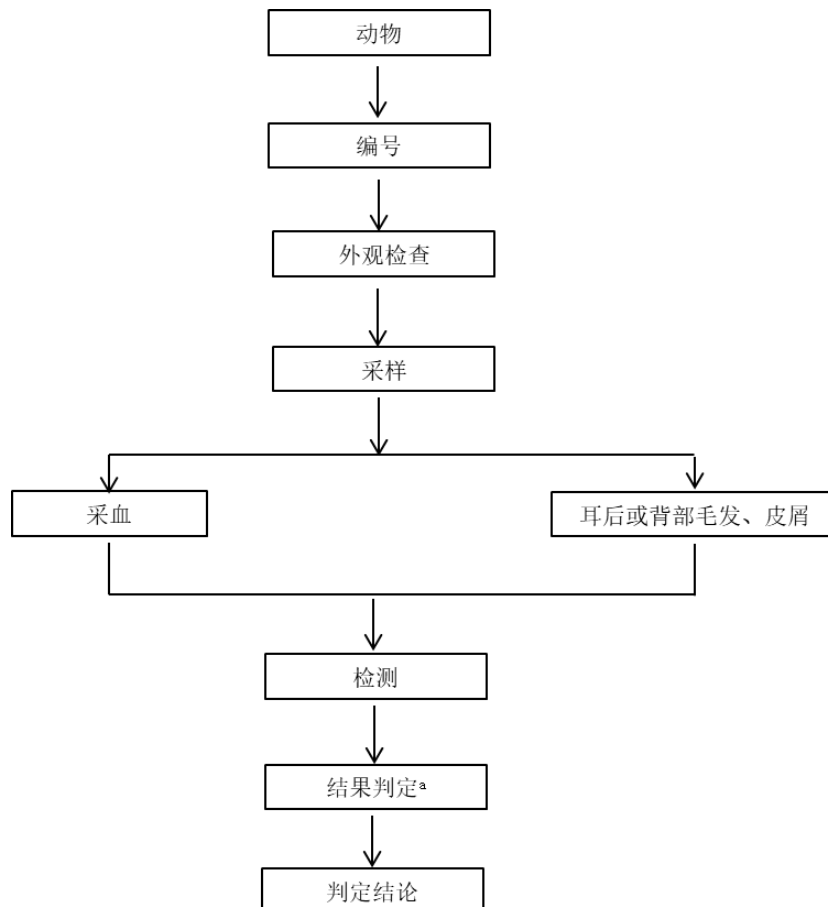 动物
编号
外观检查
采样
采血
耳后或背部毛发、皮屑
检测
结果判定ᵃ
判定结论